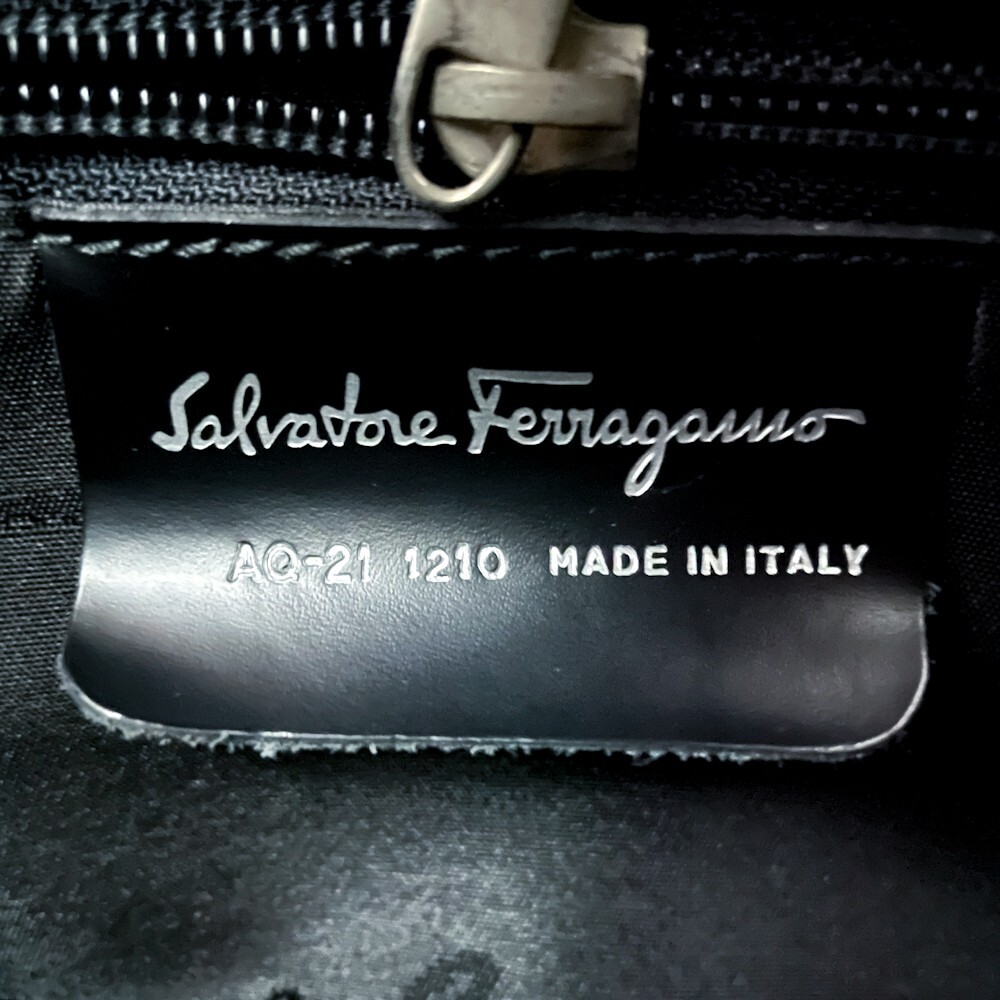 Salvatore Ferragamo
AQ-21 1210 MADE IN ITALY